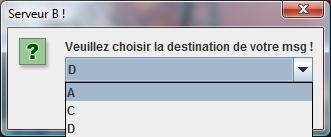 Serveur B !
?
Veuillez choisir la destination de votre msg !
D
A
C
D